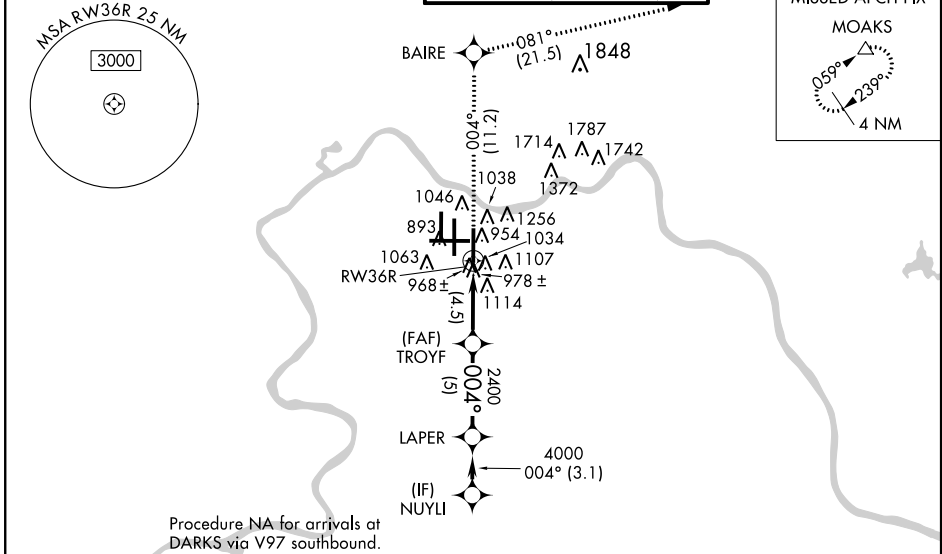 MSA RW36R 25 NM
3000
MISSED APCH FIX
MOAKS
059°
239°
4 NM
BAIRE
081°
(21.5)
1848
004°
(11.2)
1714
1787
1742
1372
1038
1046
1256
893
954
1034
1063
1107
RW36R
968 ±
978 ±
1114
(4.5)
(FAF)
TROYF
2400
004°
(5)
LAPER
4000
004° (3.1)
(IF)
NUYLI
Procedure NA for arrivals at
DARKS via V97 southbound.